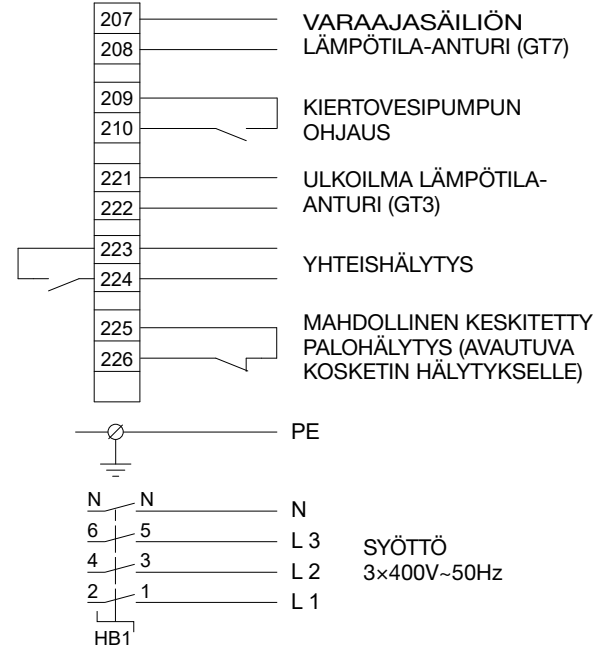 207
208
VARAAJASÄILIÖN
LÄMPÖTILA-ANTURI (GT7)
209
210
KIERTOVESIPUMPUN
OHJAUS
221
222
ULKOILMA LÄMPÖTILA-
ANTURI (GT3)
223
224
YHTEISHÄLYTYS
225
226
MAHDOLLINEN KESKITETTY
PALOHÄLYTYS (AVAUTUVA
KOSKETIN HÄLYTYKSELLE)
PE
N N N
6 5 L 3
4 3 L 2
2 1 L 1
SYÖTTÖ
3×400V~50Hz
HB1